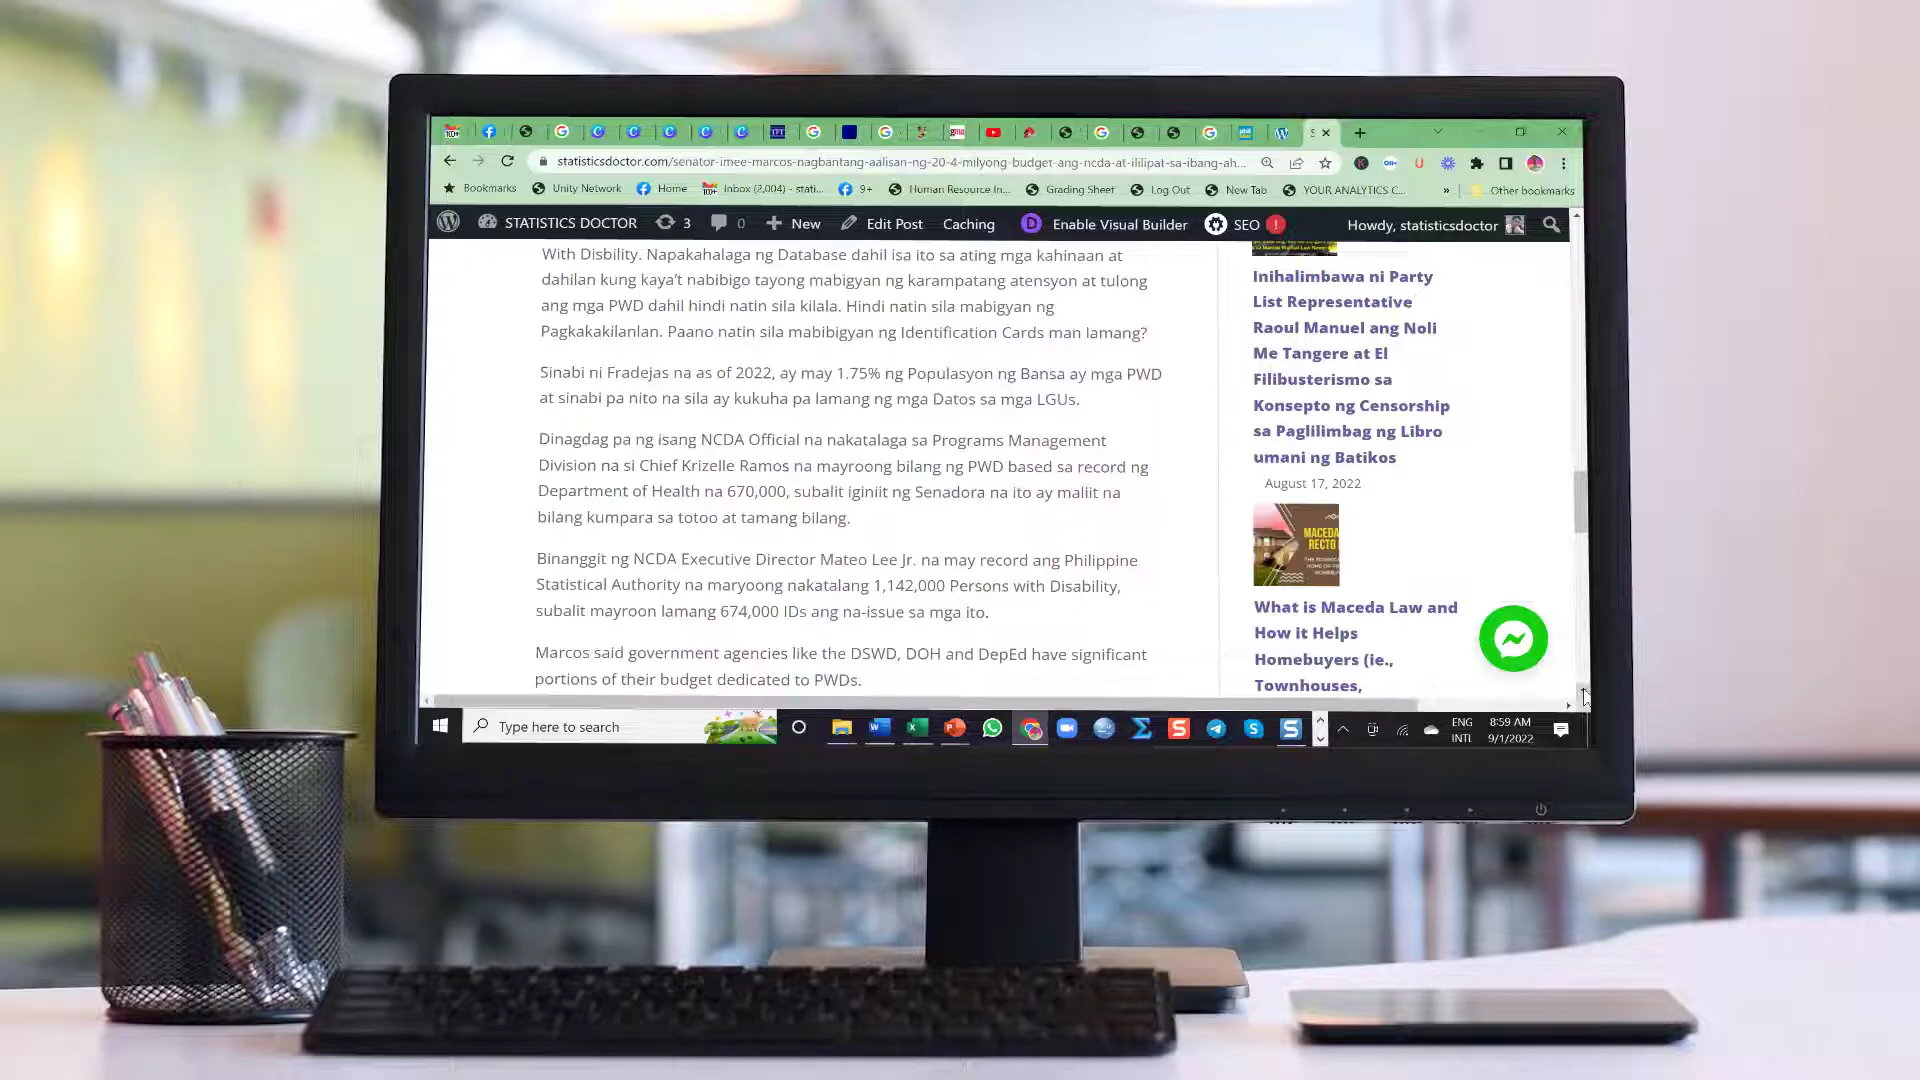 statisticsdoctor.com/senator-imee-marcos-nagbantang-aalisan-ng-20-4-milyong-budget-ang-ncda-at-ililipat-sa-ibang-ah...
Bookmarks Unity Network Home Inbox (2,004) - stati... 9+ Human Resource In... Grading Sheet Log Out New Tab YOUR ANALYTICS C... » Other bookmarks
STATISTICS DOCTOR 3 0 New Edit Post Caching Enable Visual Builder SEO ! Howdy, statisticsdoctor
With Disbility. Napakahalaga ng Database dahil isa ito sa ating mga kahinaan at
dahilan kung kaya't nabibigo tayong mabigyan ng karampatang atensyon at tulong
ang mga PWD dahil hindi natin sila kilala. Hindi natin sila mabigyan ng
Pagkakakilanlan. Paano natin sila mabibigyan ng Identification Cards man lamang?
Sinabi ni Fradejas na as of 2022, ay may 1.75% ng Populasyon ng Bansa ay mga PWD
at sinabi pa nito na sila ay kukuha pa lamang ng mga Datos sa mga LGUs.
Dinagdag pa ng isang NCDA Official na nakatalaga sa Programs Management
Division na si Chief Krizelle Ramos na mayroong bilang ng PWD based sa record ng
Department of Health na 670,000, subalit iginiit ng Senadora na ito ay maliit na
bilang kumpara sa totoo at tamang bilang.
Binanggit ng NCDA Executive Director Mateo Lee Jr. na may record ang Philippine
Statistical Authority na maryoong nakatalang 1,142,000 Persons with Disability,
subalit mayroon lamang 674,000 IDs ang na-issue sa mga ito.
Marcos said government agencies like the DSWD, DOH and DepEd have significant
portions of their budget dedicated to PWDs.
Inihalimbawa ni Party
List Representative
Raoul Manuel ang Noli
Me Tangere at El
Filibusterismo sa
Konsepto ng Censorship
sa Paglilimbag ng Libro
umani ng Batikos
August 17, 2022
MACEDA
RECTO
What is Maceda Law and
How it Helps
Homebuyers (ie.,
Townhouses,
Type here to search
ENG
INTL
8:59 AM
9/1/2022